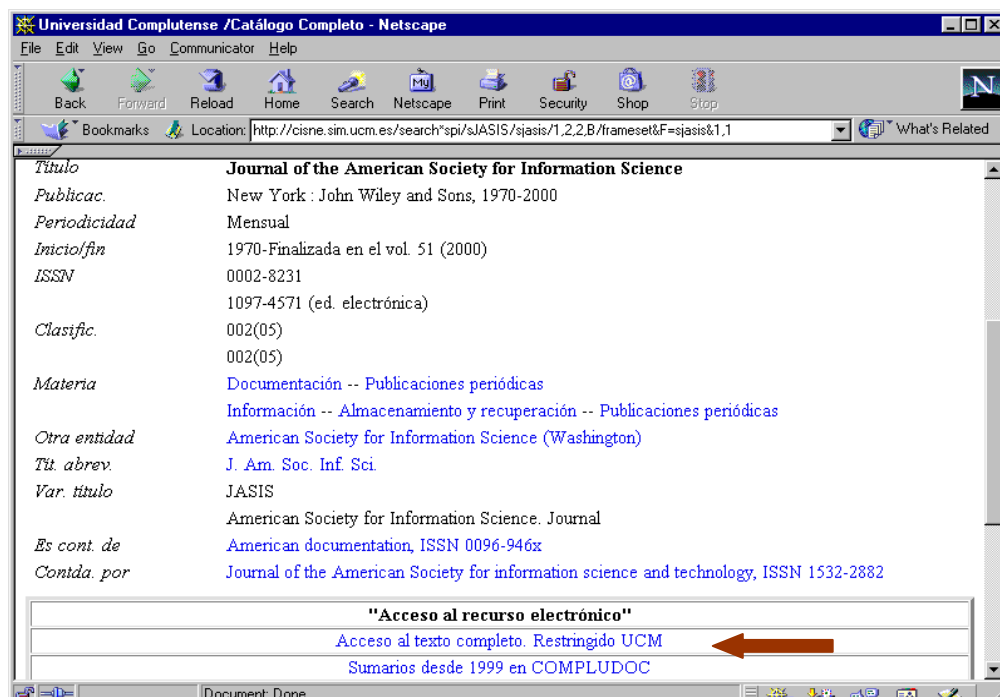 Universidad Complutense /Catálogo Completo - Netscape
File Edit View Go Communicator Help
Back Forward Reload Home Search My Netscape Print Security Shop Stop N
Bookmarks Location: http://cisne.sim.ucm.es/search*spi/sJASIS/sjasis/1,2,2,B/frameset&F=sjasis&1,1 What's Related
Título Journal of the American Society for Information Science
Publicac. New York : John Wiley and Sons, 1970-2000
Periodicidad Mensual
Inicio/fin 1970-Finalizada en el vol. 51 (2000)
ISSN 0002-8231
1097-4571 (ed. electrónica)
Clasific. 002(05)
002(05)
Materia Documentación -- Publicaciones periódicas
Información -- Almacenamiento y recuperación -- Publicaciones periódicas
Otra entidad American Society for Information Science (Washington)
Tít. abrev. J. Am. Soc. Inf. Sci.
Var. título JASIS
American Society for Information Science. Journal
Es cont. de American documentation, ISSN 0096-946x
Contda. por Journal of the American Society for information science and technology, ISSN 1532-2882
"Acceso al recurso electrónico"
Acceso al texto completo. Restringido UCM
Sumarios desde 1999 en COMPLUDOC
Document: Done